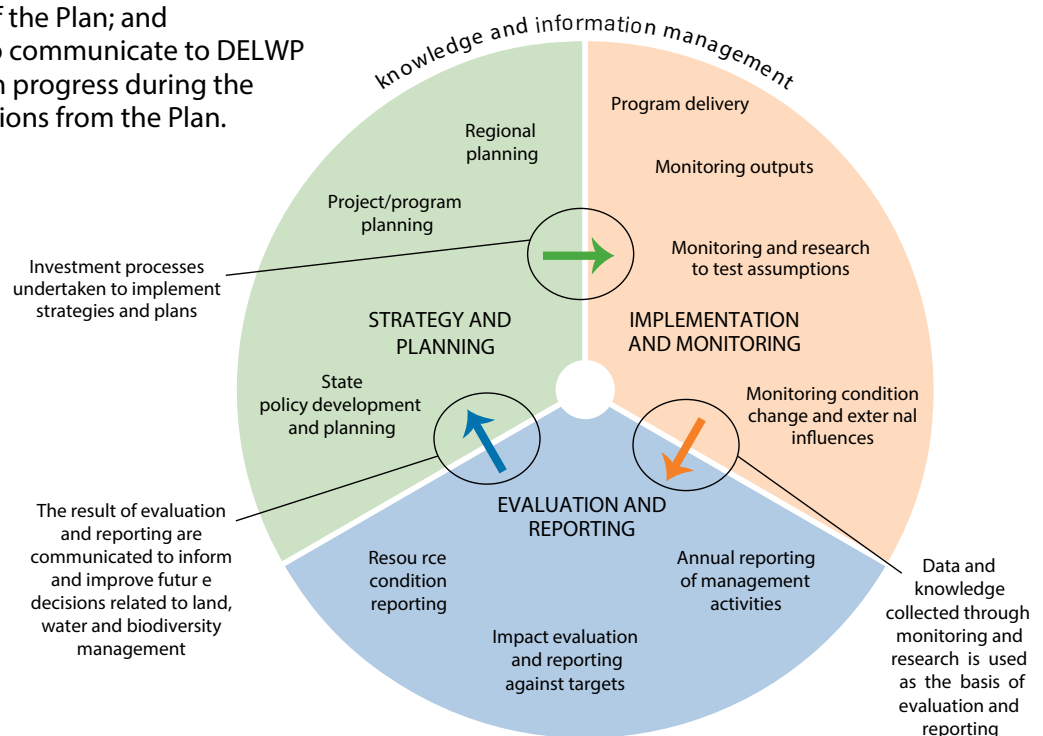 f the Plan; and
o communicate to DELWP
n progress during the
ions from the Plan.
knowledge and information management
Program delivery
Regional
planning
Monitoring outputs
Project/program
planning
Monitoring and research
to test assumptions
Investment processes
undertaken to implement
strategies and plans
STRATEGY AND
PLANNING
IMPLEMENTATION
AND MONITORING
State
policy development
and planning
Monitoring condition
change and exter nal
influences
The result of evaluation
and reporting are
communicated to inform
and improve futur e
decisions related to land,
water and biodiversity
management
EVALUATION AND
REPORTING
Resou rce
condition
reporting
Annual reporting
of management
activities
Impact evaluation
and reporting
against targets
Data and
knowledge
collected through
monitoring and
research is used
as the basis of
evaluation and
reporting